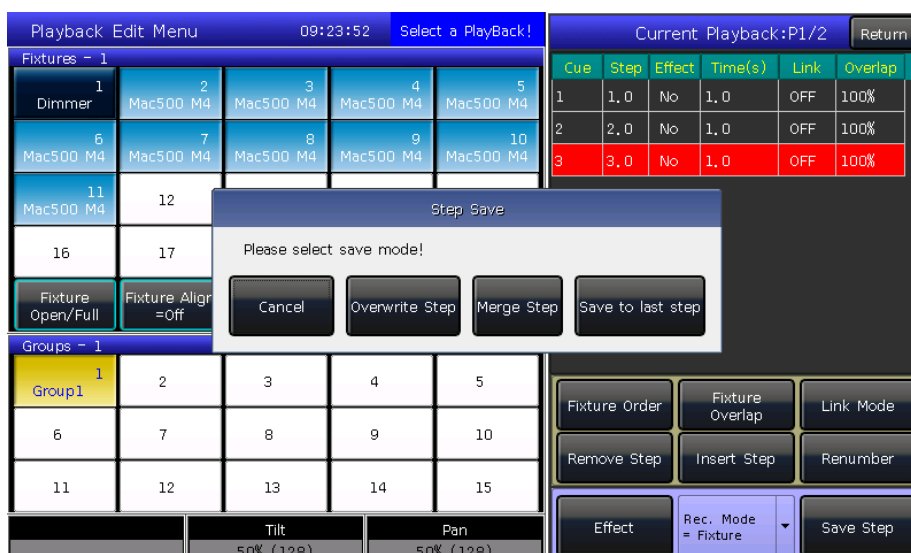 Playback Edit Menu 09:23:52 Select a PlayBack!
Current Playback:P1/2 Return
Fixtures - 1
1 Dimmer
2 Mac500 M4
3 Mac500 M4
4 Mac500 M4
5 Mac500 M4
6 Mac500 M4
7 Mac500 M4
8 Mac500 M4
9 Mac500 M4
10 Mac500 M4
11 Mac500 M4
12
16
17
Fixture Open/Full
Fixture Align =Off
Cue Step Effect Time(s) Link Overlap
1 1.0 No 1.0 OFF 100%
2 2.0 No 1.0 OFF 100%
3 3.0 No 1.0 OFF 100%
Step Save
Please select save mode!
Cancel Overwrite Step Merge Step Save to last step
Groups - 1
1 Group1
2 3 4 5
6 7 8 9 10
11 12 13 14 15
Tilt Pan
50% (128) 50% (128)
Fixture Order Fixture Overlap Link Mode
Remove Step Insert Step Renumber
Effect Rec. Mode = Fixture Save Step